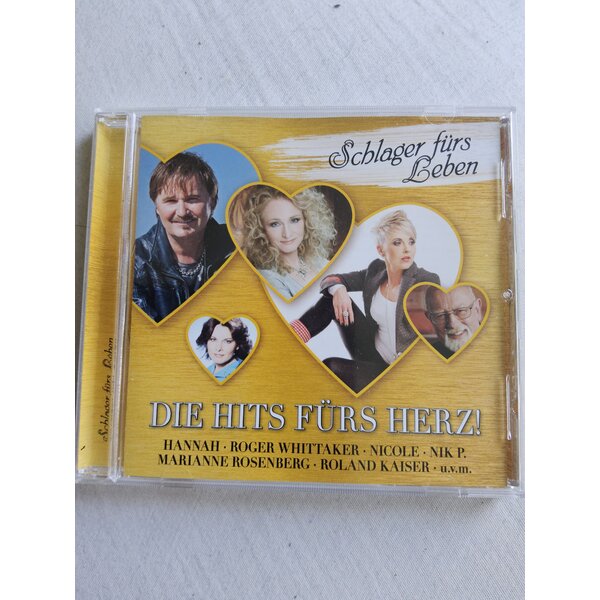 Schlager fürs
Leben
DIE HITS FÜRS HERZ!
HANNAH · ROGER WHITTAKER · NICOLE · NIK P.
MARIANNE ROSENBERG · ROLAND KAISER · u.v.m.
Schlager fürs Leben